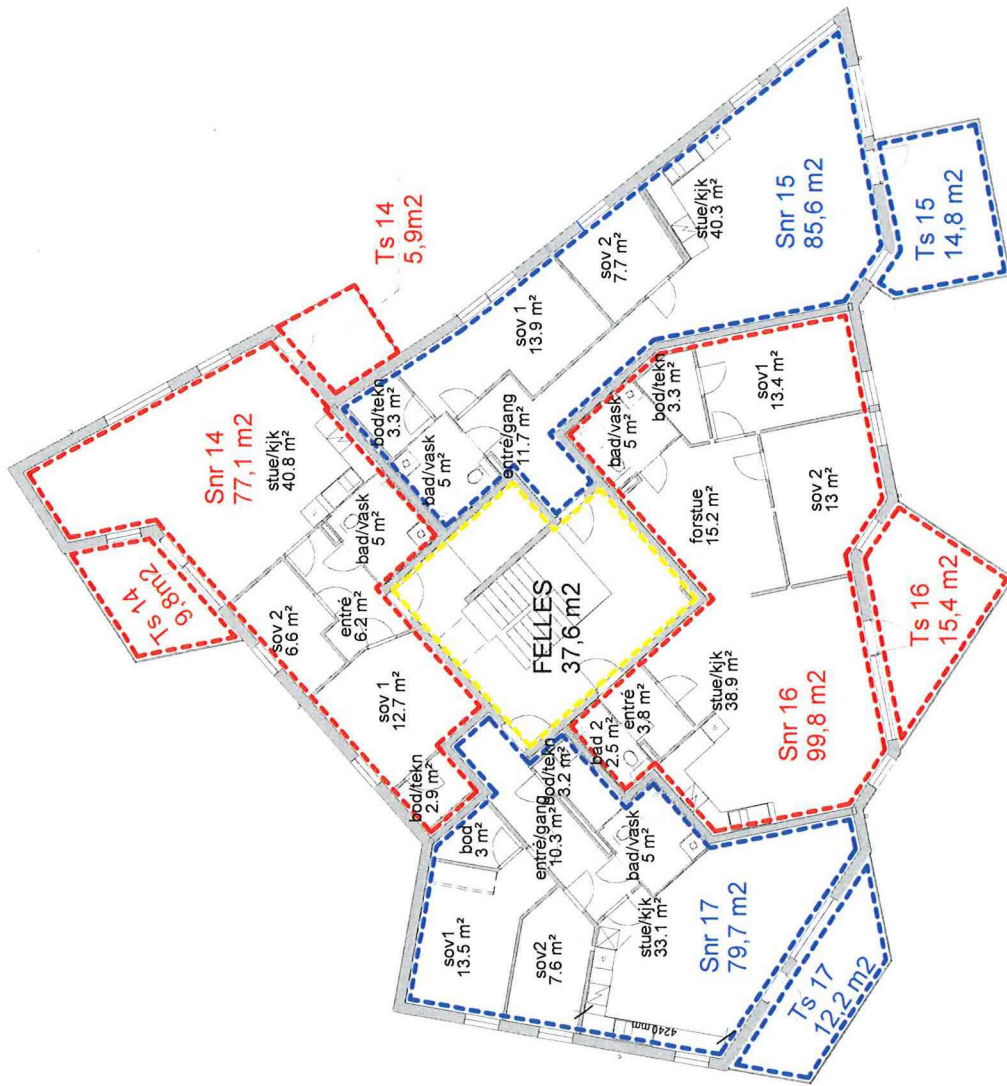 Ts 14
5,9m2
Snr 14
77,1 m2
stue/kjk
40.8 m²
Ts 14
9,8m2
sov 2
6.6 m²
entré
6.2 m²
bad/vask
5 m²
sov 1
12.7 m²
bod/tekn
2.9 m²
bod/tekn
3.3 m²
bad/vask
5 m²
entré/gang
11.7 m²
sov 1
13.9 m²
sov 2
7.7 m²
stue/kjk
40.3 m²
Snr 15
85,6 m2
Ts 15
14,8 m2
FELLES
37,6 m2
bad/vask
5 m²
bod/tekn
3.3 m²
sov1
13.4 m²
forstue
15.2 m²
sov 2
13 m²
bad 2
2.5 m²
entré
3.8 m²
stue/kjk
38.9 m²
Snr 16
99,8 m2
Ts 16
15,4 m2
bod
3 m²
entré/gang
10.3 m²
bod/tekn
3.2 m²
bad/vask
5 m²
sov1
13.5 m²
sov2
7.6 m²
stue/kjk
33.1 m²
4240 mm
Snr 17
79,7 m2
Ts 17
12,2 m2